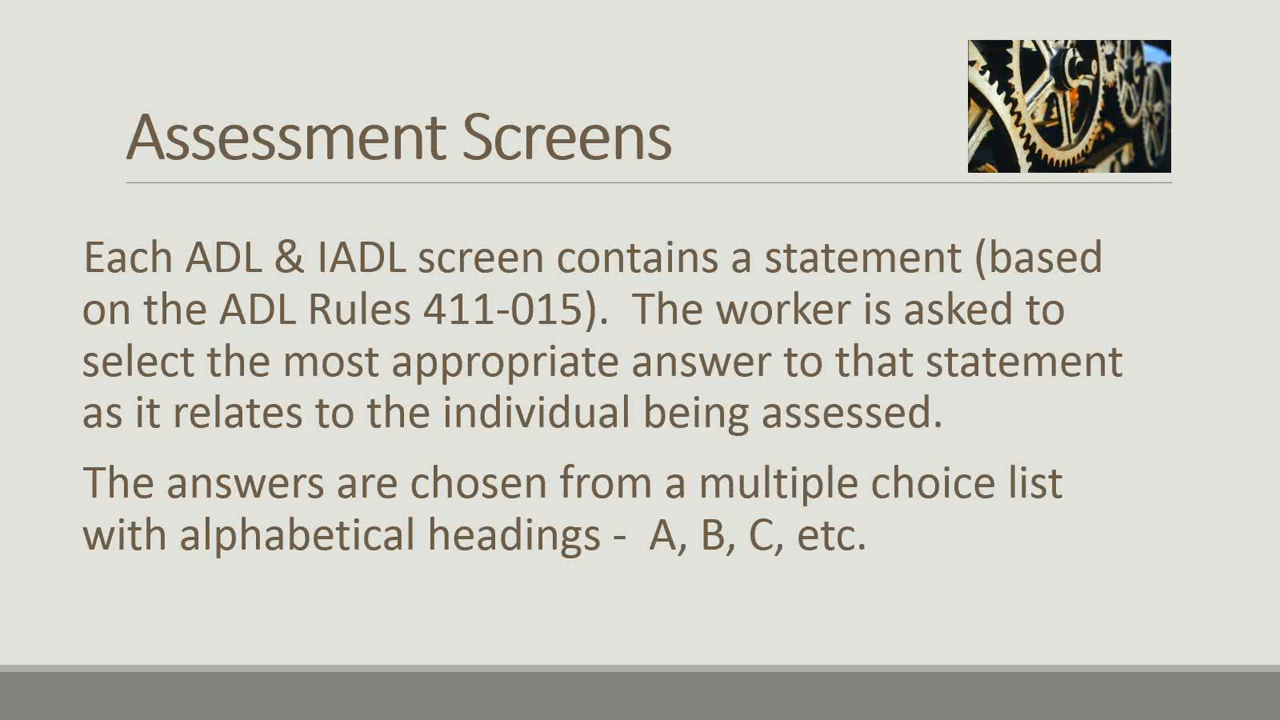 Assessment Screens
Each ADL & IADL screen contains a statement (based
on the ADL Rules 411-015).  The worker is asked to
select the most appropriate answer to that statement
as it relates to the individual being assessed.
The answers are chosen from a multiple choice list
with alphabetical headings -  A, B, C, etc.